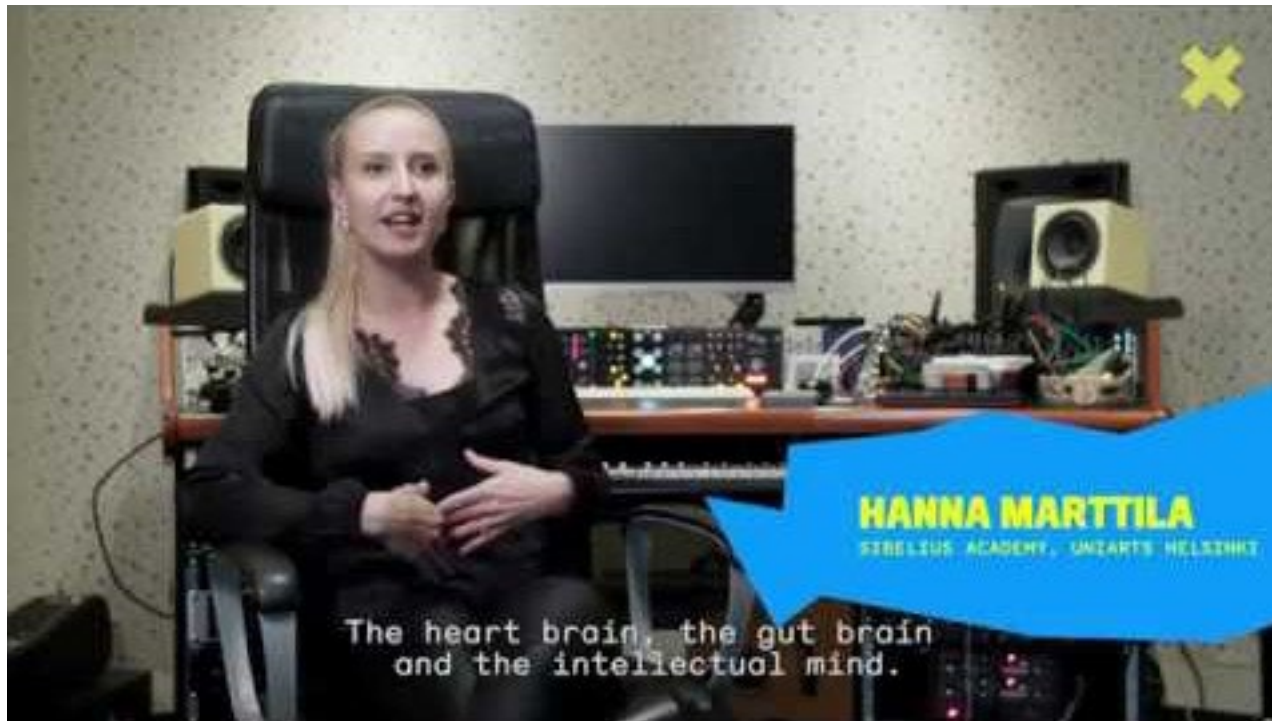 HANNA MARTTILA
SIBELIUS ACADEMY, UNIARTS HELSINKI
The heart brain, the gut brain
and the intellectual mind.